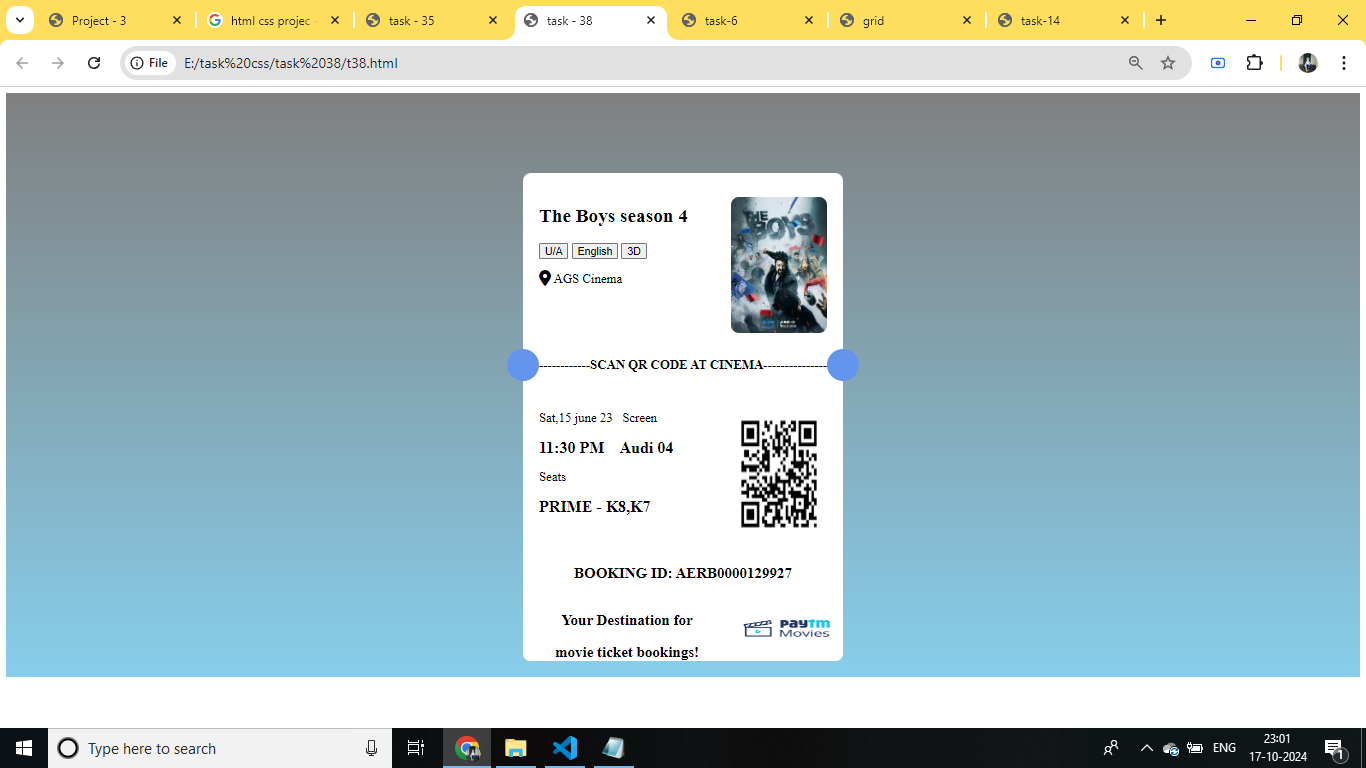 Project - 3
html css projec
task - 35
task - 38
task-6
grid
task-14
File
E:/task%20css/task%2038/t38.html
The Boys season 4
THE
BOYS
U/A English 3D
AGS Cinema
------------SCAN QR CODE AT CINEMA---------------
Sat,15 june 23 Screen
11:30 PM Audi 04
Seats
PRIME - K8,K7
BOOKING ID: AERB0000129927
Your Destination for
movie ticket bookings!
paytm
Movies
Type here to search
ENG
23:01
17-10-2024
1